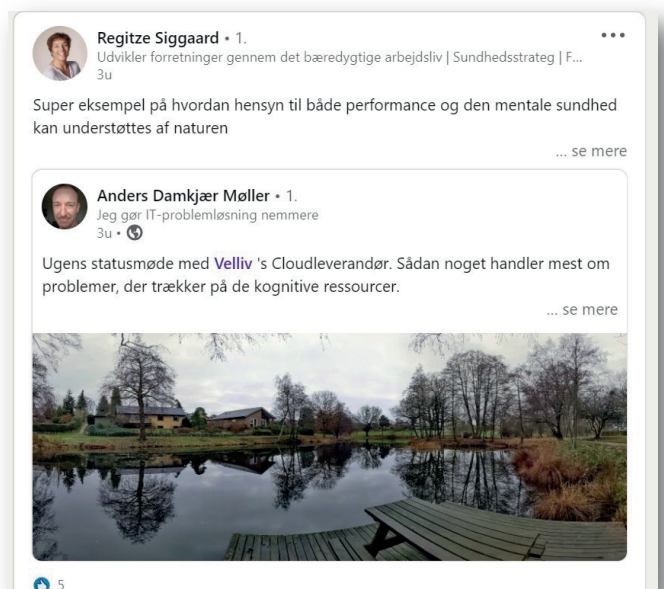 Regitze Siggaard • 1.
Udvikler forretninger gennem det bæredygtige arbejdsliv | Sundhedsstrateg | F...
3u
Super eksempel på hvordan hensyn til både performance og den mentale sundhed
kan understøttes af naturen
... se mere
Anders Damkjær Møller • 1.
Jeg gør IT-problemløsning nemmere
3u •
Ugens statusmøde med Velliv 's Cloudleverandør. Sådan noget handler mest om
problemer, der trækker på de kognitive ressourcer.
... se mere
5